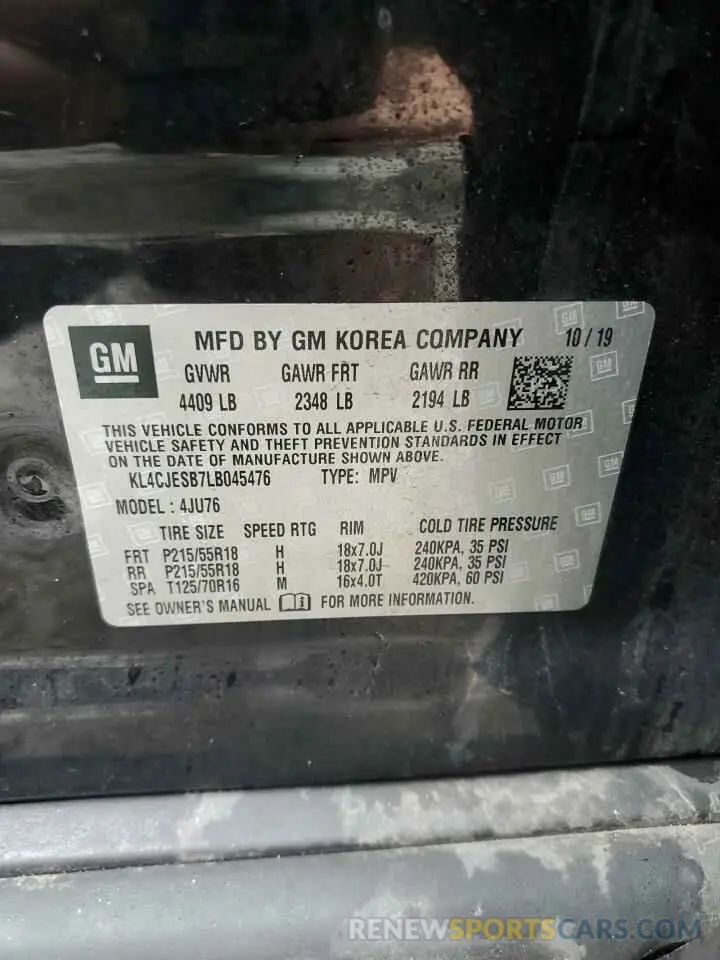 GM
MFD BY GM KOREA COMPANY 10/19
GVWR GAWR FRT GAWR RR
4409 LB 2348 LB 2194 LB
THIS VEHICLE CONFORMS TO ALL APPLICABLE U.S. FEDERAL MOTOR
VEHICLE SAFETY AND THEFT PREVENTION STANDARDS IN EFFECT
ON THE DATE OF MANUFACTURE SHOWN ABOVE.
KL4CJESB7LB045476 TYPE: MPV
MODEL: 4JU76
TIRE SIZE SPEED RTG RIM COLD TIRE PRESSURE
FRT P215/55R18 H 18x7.0J 240KPA, 35 PSI
RR P215/55R18 H 18x7.0J 240KPA, 35 PSI
SPA T125/70R16 M 16x4.0T 420KPA, 60 PSI
SEE OWNER'S MANUAL FOR MORE INFORMATION.
RENEWSPORTSCARS.COM